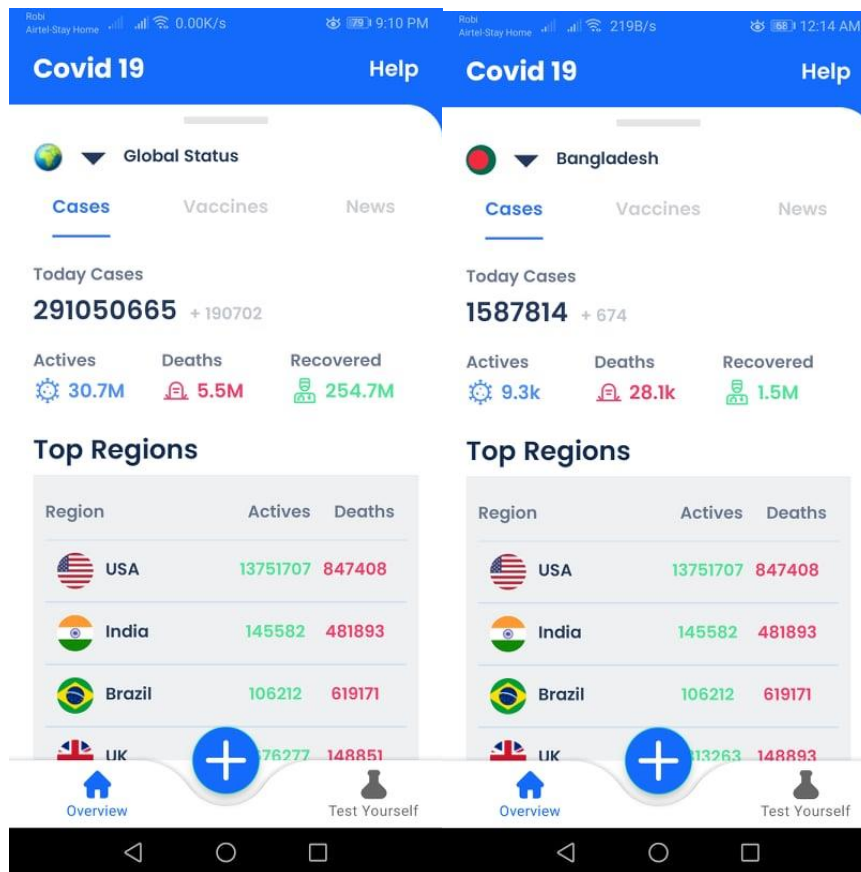 Robi
Airtel-Stay Home 0.00K/s 79 9:10 PM
Covid 19 Help
Global Status
Cases Vaccines News
Today Cases
291050665 + 190702
Actives Deaths Recovered
30.7M 5.5M 254.7M
Top Regions
Region Actives Deaths
USA 13751707 847408
India 145582 481893
Brazil 106212 619171
UK 148851
Overview Test Yourself
Robi
Airtel-Stay Home 219B/s 68 12:14 AM
Covid 19 Help
Bangladesh
Cases Vaccines News
Today Cases
1587814 + 674
Actives Deaths Recovered
9.3k 28.1k 1.5M
Top Regions
Region Actives Deaths
USA 13751707 847408
India 145582 481893
Brazil 106212 619171
UK 148893
Overview Test Yourself